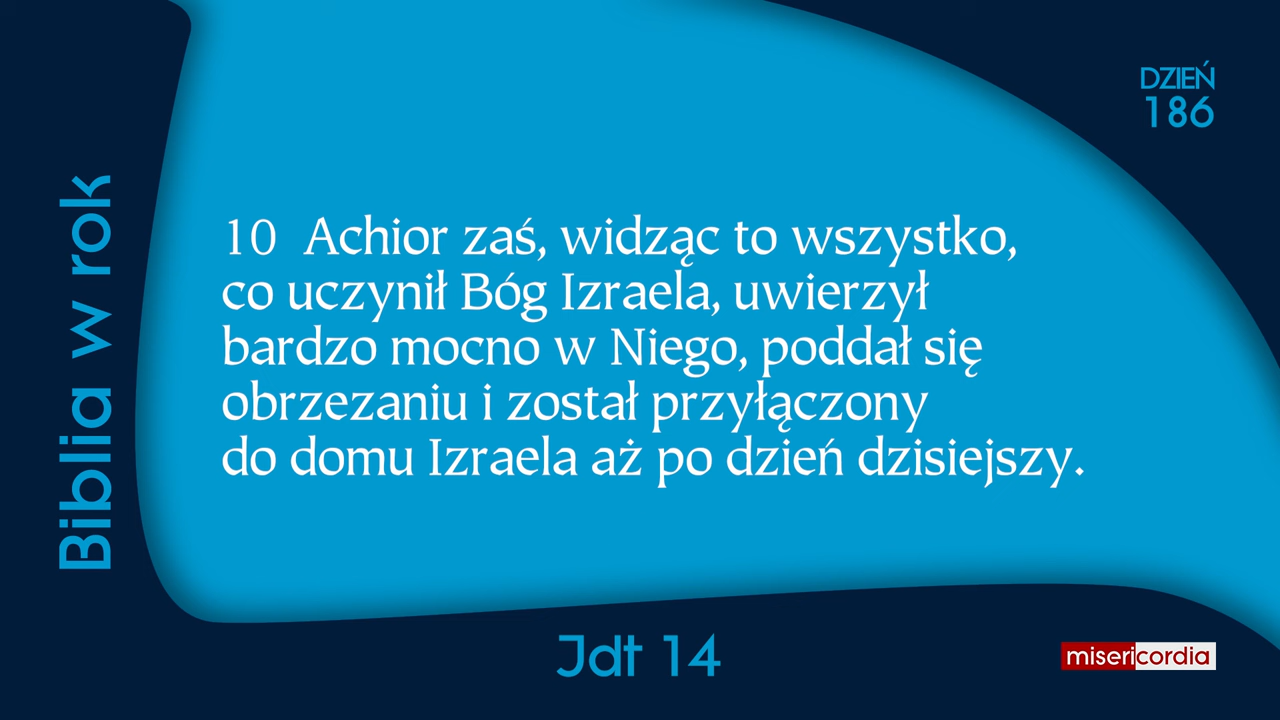 Biblia w rok
DZIEŃ
186
10 Achior zaś, widząc to wszystko,
co uczynił Bóg Izraela, uwierzył
bardzo mocno w Niego, poddał się
obrzezaniu i został przyłączony
do domu Izraela aż po dzień dzisiejszy.
Jdt 14
misericordia